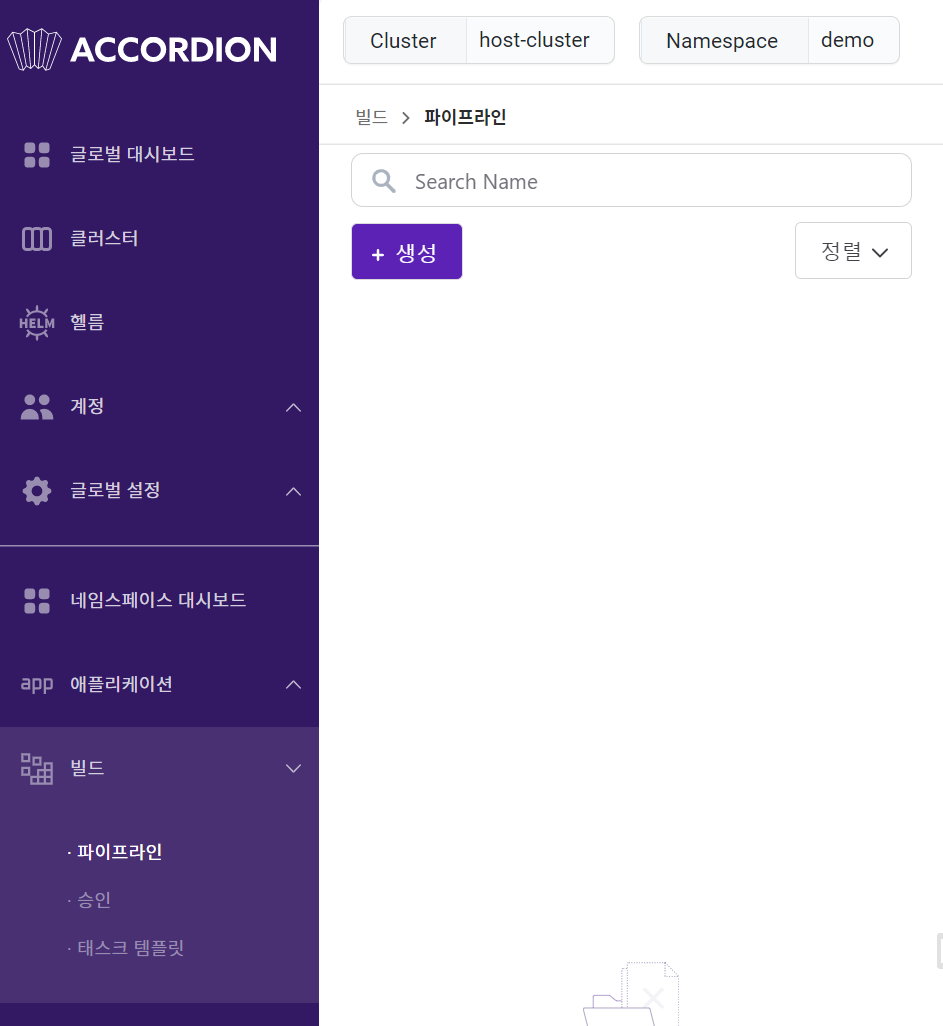 ACCORDION
Cluster host-cluster Namespace demo
빌드 > 파이프라인
Search Name
+ 생성
정렬
글로벌 대시보드
클러스터
HELM 헬름
계정
글로벌 설정
네임스페이스 대시보드
app 애플리케이션
빌드
· 파이프라인
· 승인
· 태스크 템플릿